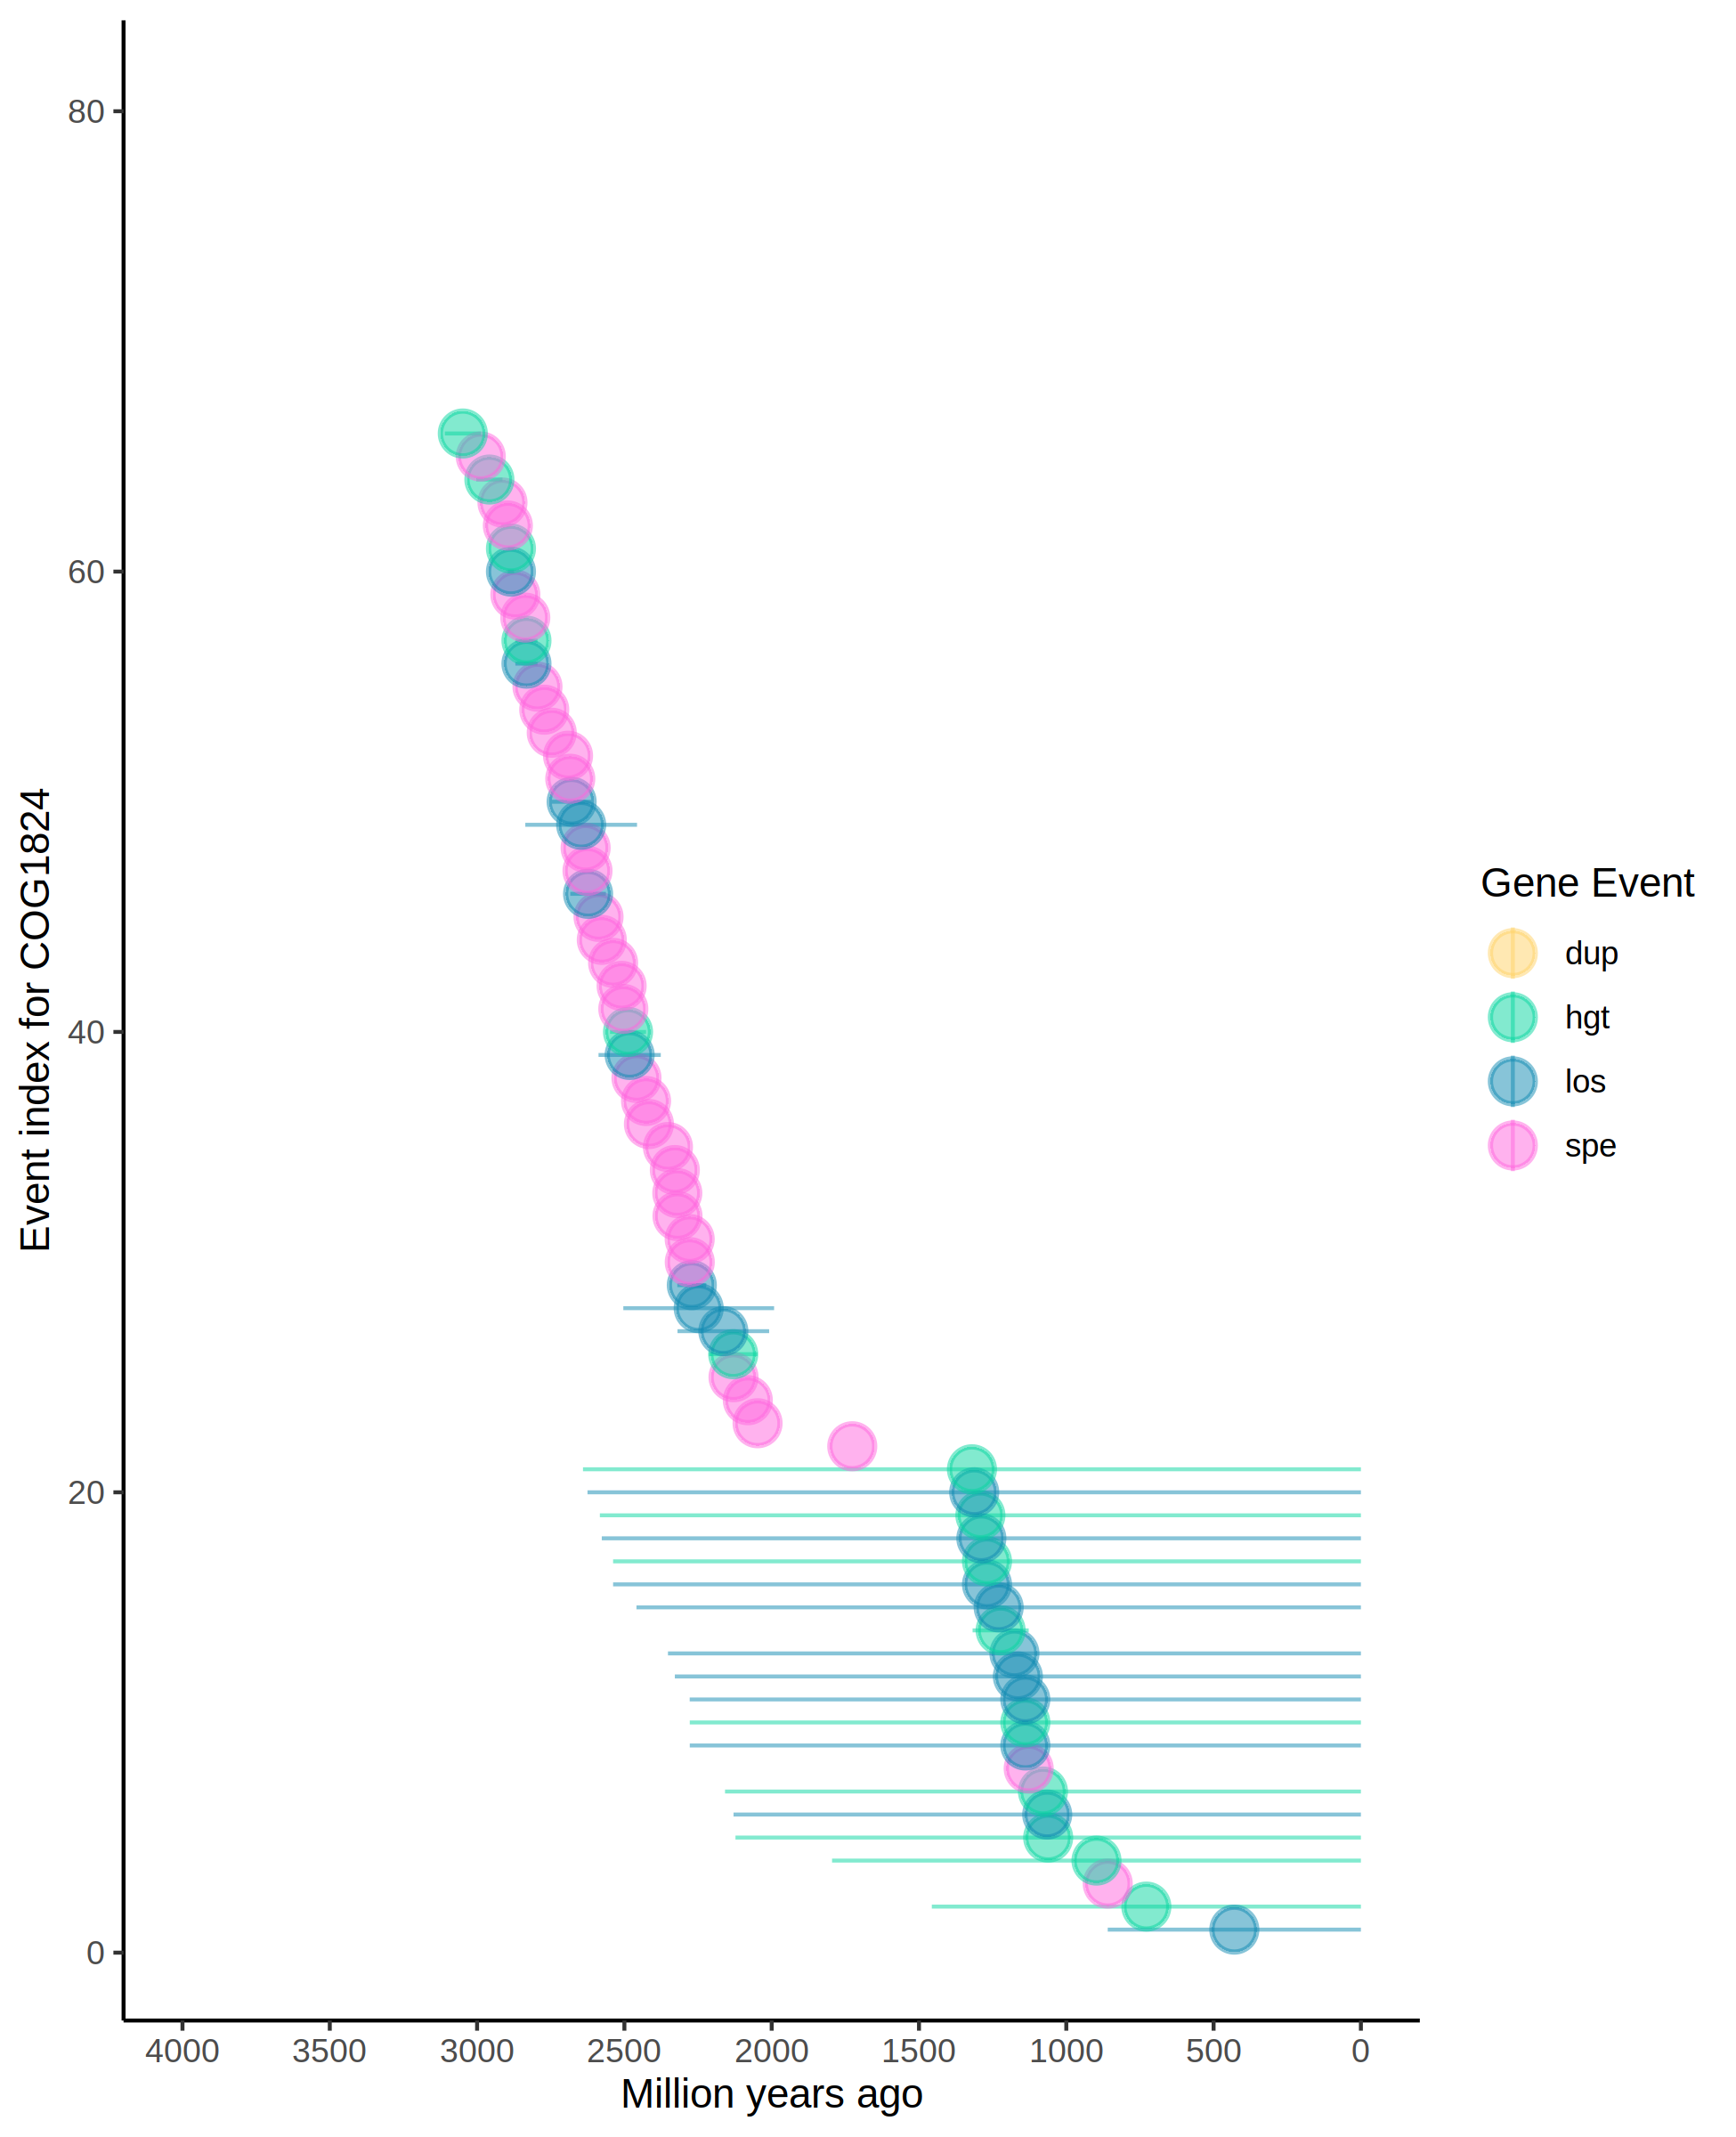 Event index for COG1824
80
60
40
20
0
4000 3500 3000 2500 2000 1500 1000 500 0
Million years ago
Gene Event
dup
hgt
los
spe